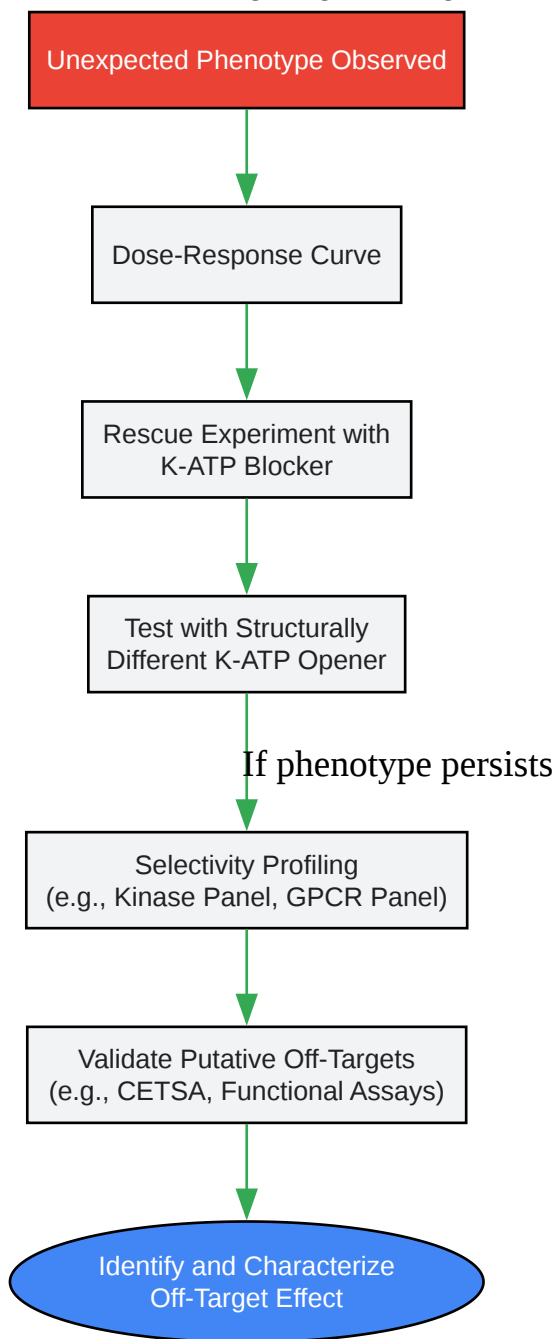 Unexpected Phenotype Observed
Dose-Response Curve
Rescue Experiment with
K-ATP Blocker
Test with Structurally
Different K-ATP Opener
If phenotype persists
Selectivity Profiling
(e.g., Kinase Panel, GPCR Panel)
Validate Putative Off-Targets
(e.g., CETSA, Functional Assays)
Identify and Characterize
Off-Target Effect